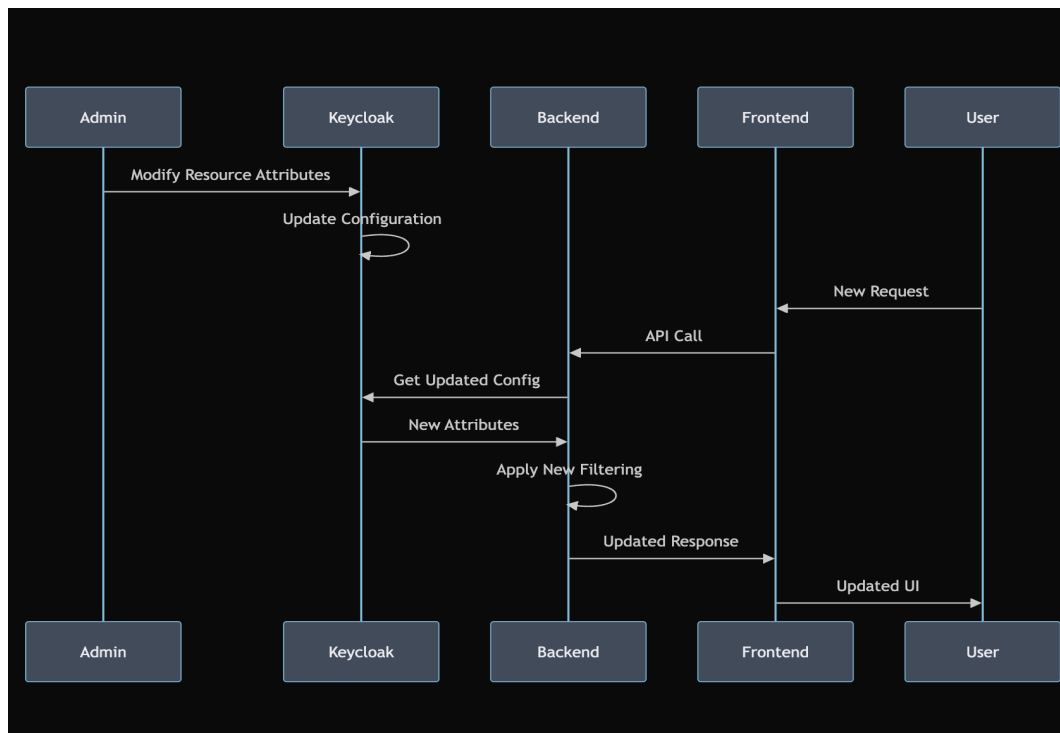 Admin
Keycloak
Backend
Frontend
User
Modify Resource Attributes
Update Configuration
New Request
API Call
Get Updated Config
New Attributes
Apply New Filtering
Updated Response
Updated UI
Admin
Keycloak
Backend
Frontend
User